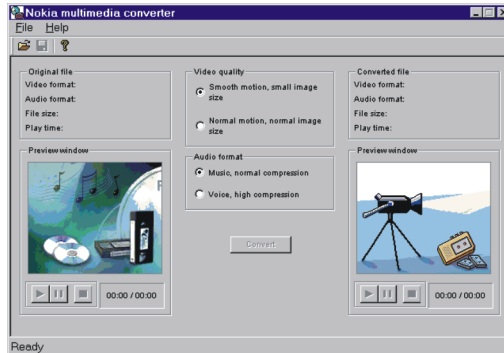 Nokia multimedia converter
File Help
Original file
Video format:
Audio format:
File size:
Play time:
Preview window
00:00 / 00:00
Video quality
Smooth motion, small image
size
Normal motion, normal image
size
Audio format
Music, normal compression
Voice, high compression
Convert
Converted file
Video format:
Audio format:
File size:
Play time:
Preview window
00:00 / 00:00
Ready